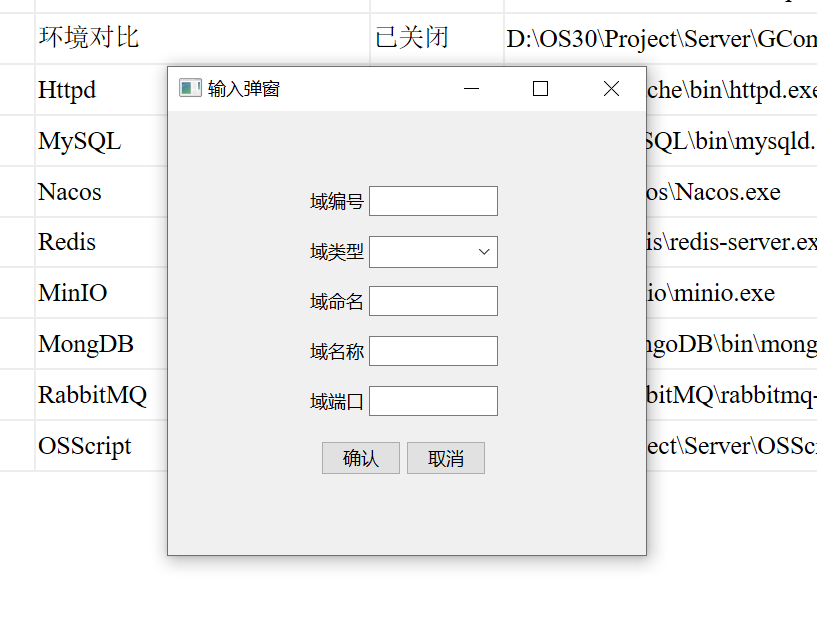 环境对比 已关闭 D:\OS30\Project\Server\GCom
输入弹窗
Httpd che\bin\httpd.exe
MySQL SQL\bin\mysqld.
Nacos os\Nacos.exe
域编号
Redis is\redis-server.ex
域类型
MinIO io\minio.exe
域命名
MongDB ngoDB\bin\mong
域名称
RabbitMQ bitMQ\rabbitmq-
域端口
OSScript ect\Server\OSScr
确认 取消